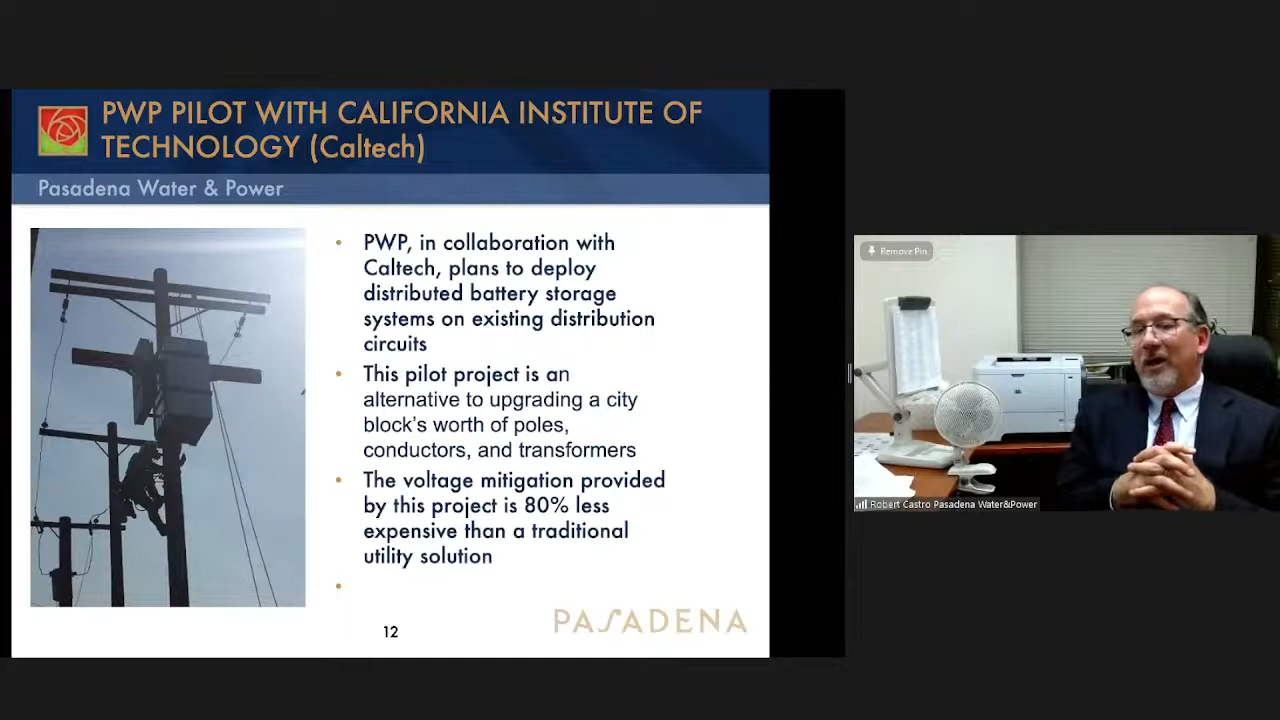 PWP PILOT WITH CALIFORNIA INSTITUTE OF
TECHNOLOGY (Caltech)
Pasadena Water & Power
• PWP, in collaboration with
Caltech, plans to deploy
distributed battery storage
systems on existing distribution
circuits
• This pilot project is an
alternative to upgrading a city
block's worth of poles,
conductors, and transformers
• The voltage mitigation provided
by this project is 80% less
expensive than a traditional
utility solution
•
12
PASADENA
Remove Pin
Robert Castro Pasadena Water&Power